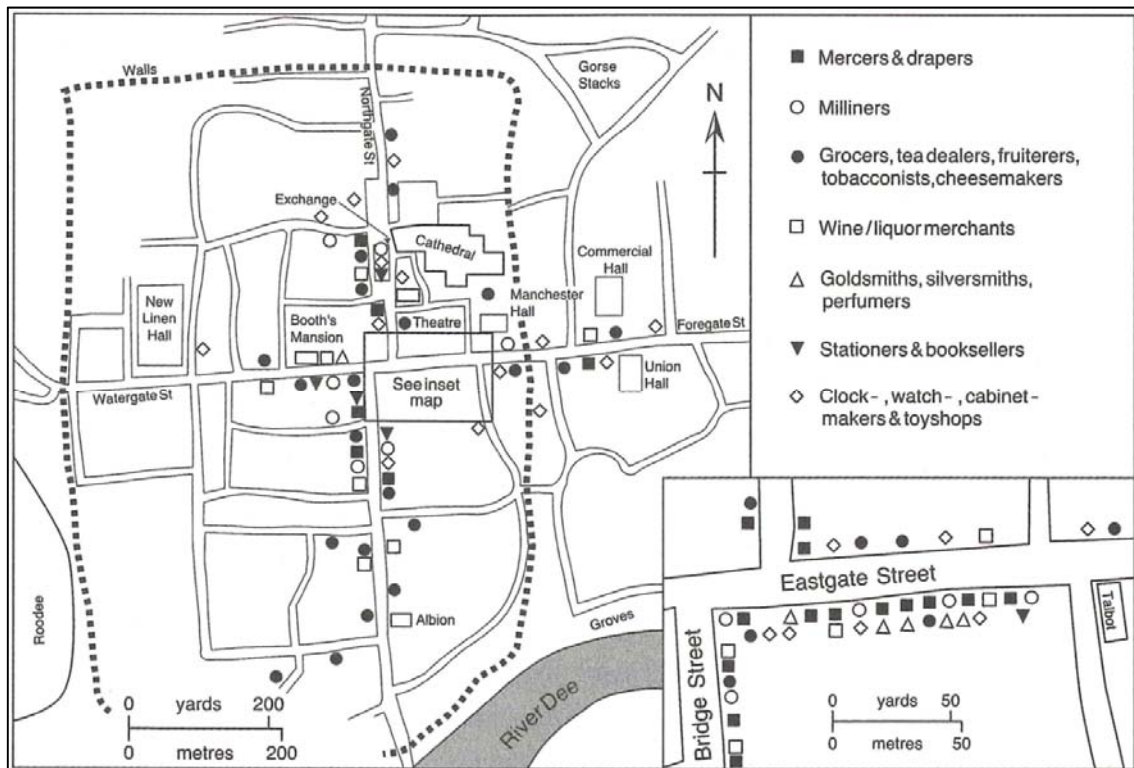 Walls
Gorse
Stacks
Northgate St
N
Exchange
Cathedral
Commercial
Hall
New
Linen
Hall
Booth's
Mansion
Theatre
Manchester
Hall
Foregate St
Watergate St
See inset
map
Union
Hall
Roodee
Albion
Groves
River Dee
0 yards 200
0 metres 200
Mercers & drapers
Milliners
Grocers, tea dealers, fruiterers,
tobacconists, cheesemakers
Wine/liquor merchants
Goldsmiths, silversmiths,
perfumers
Stationers & booksellers
Clock-, watch-, cabinet-
makers & toyshops
Eastgate Street
Bridge Street
Talbot
0 yards 50
0 metres 50